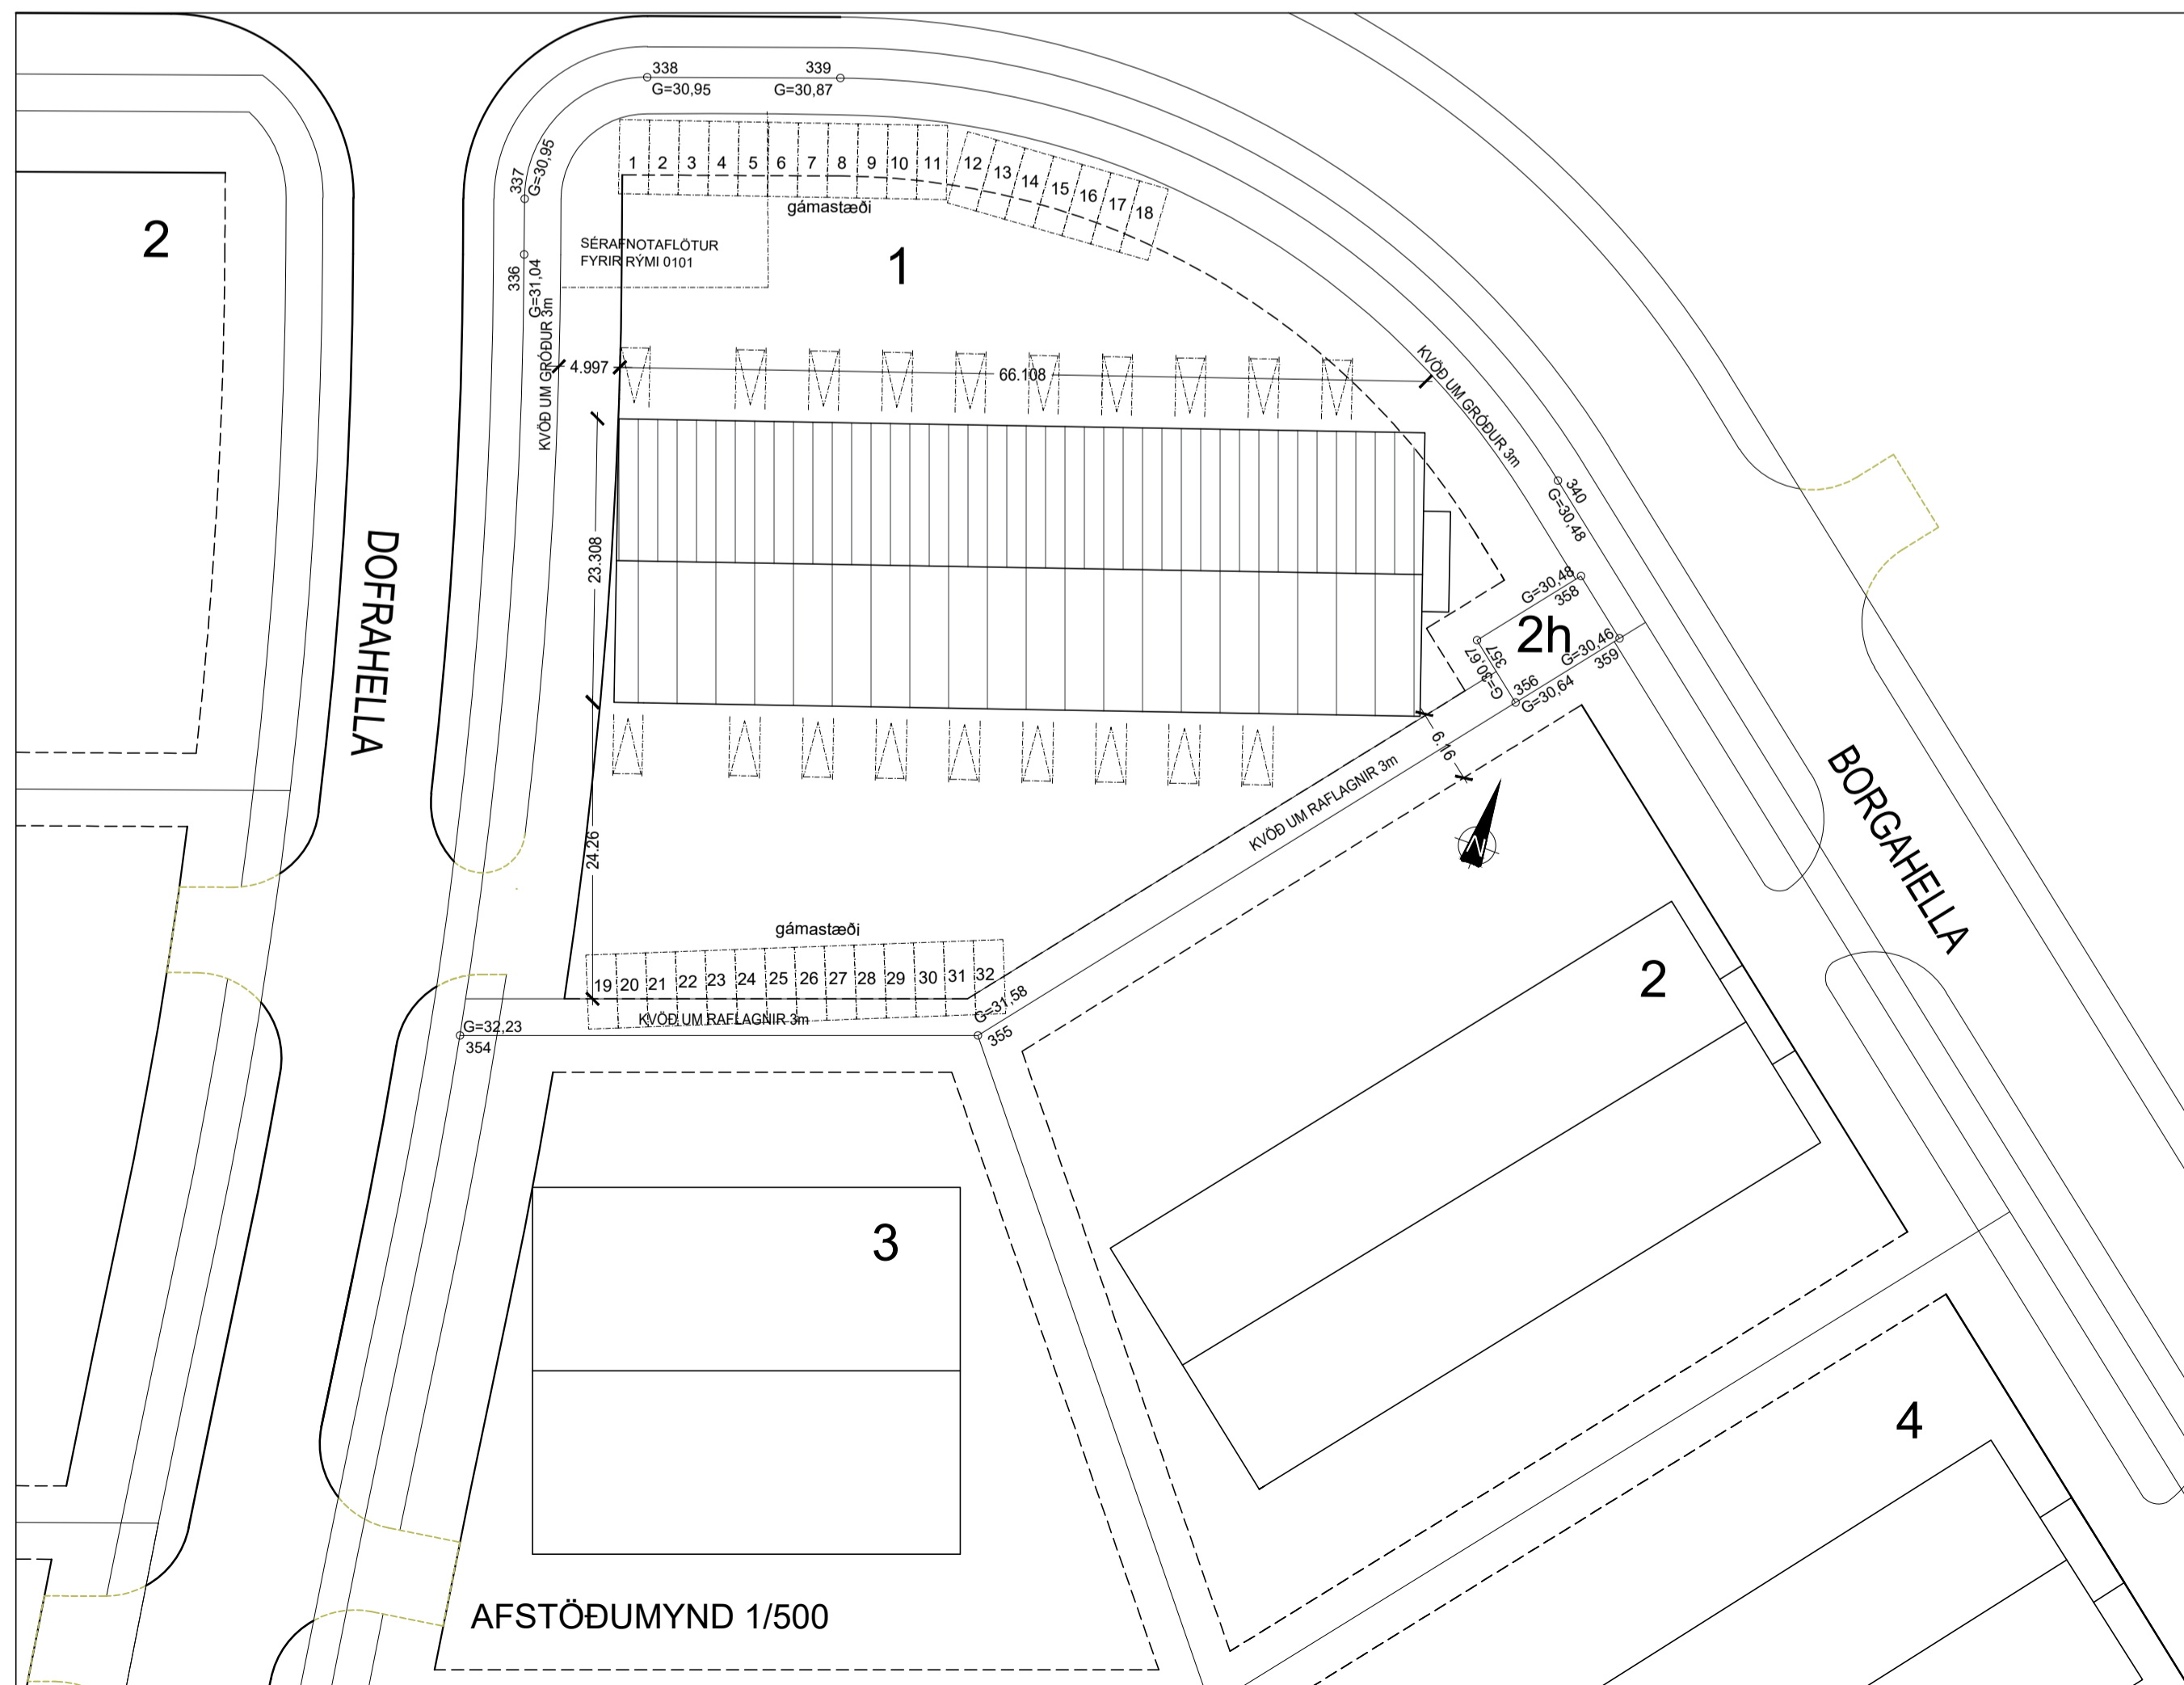 338
339
G=30,95
G=30,87
337
G=30,95
1 2 3 4 5 6 7 8 9 10 11 12 13 14 15 16 17 18
gámastæði
2
SÉRAFNOTAFLÖTUR
FYRIR RÝMI 0101
1
336
G=31,04
KVÖÐ UM GRÓÐUR 3m
4.997
66.108
KVÖÐ UM GRÓÐUR 3m
340
G=30,48
23.308
DOFRAHELLA
G=30,48
358
2h
G=30,46
359
357
G=30,67
356
G=30,64
6.16
KVÖÐ UM RAFLAGNIR 3m
N
BORGAHELLA
24.26
gámastæði
19 20 21 22 23 24 25 26 27 28 29 30 31 32
KVÖÐ UM RAFLAGNIR 3m
G=32,23
354
G=31,58
355
2
3
4
AFSTÖÐUMYND 1/500